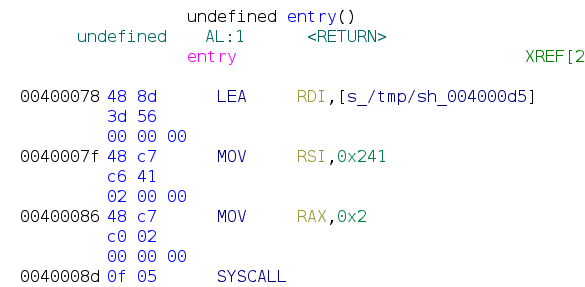 undefined entry()
undefined AL:1 <RETURN>
entry XREF[2
00400078 48 8d LEA RDI,[s_/tmp/sh_004000d5]
3d 56
00 00 00
0040007f 48 c7 MOV RSI,0x241
c6 41
02 00 00
00400086 48 c7 MOV RAX,0x2
c0 02
00 00 00
0040008d 0f 05 SYSCALL